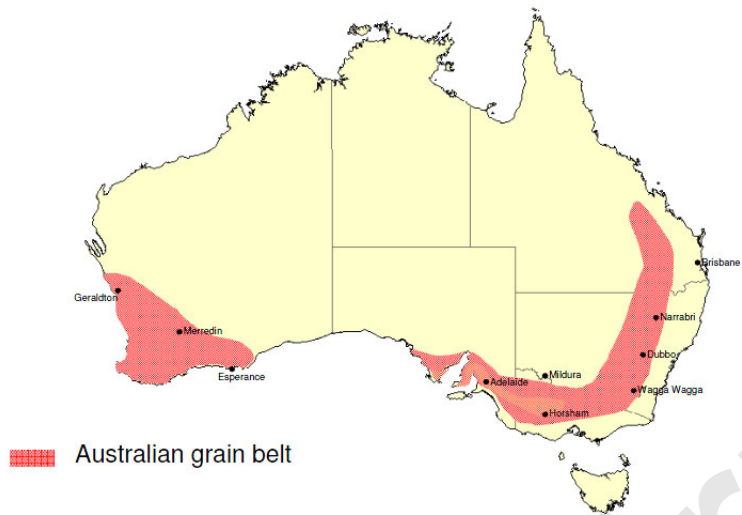 Brisbane
Geraldton
Narrabri
Merredin
Dubbo
Esperance
Mildura
Adelaide
Wagga Wagga
Horsham
Australian grain belt